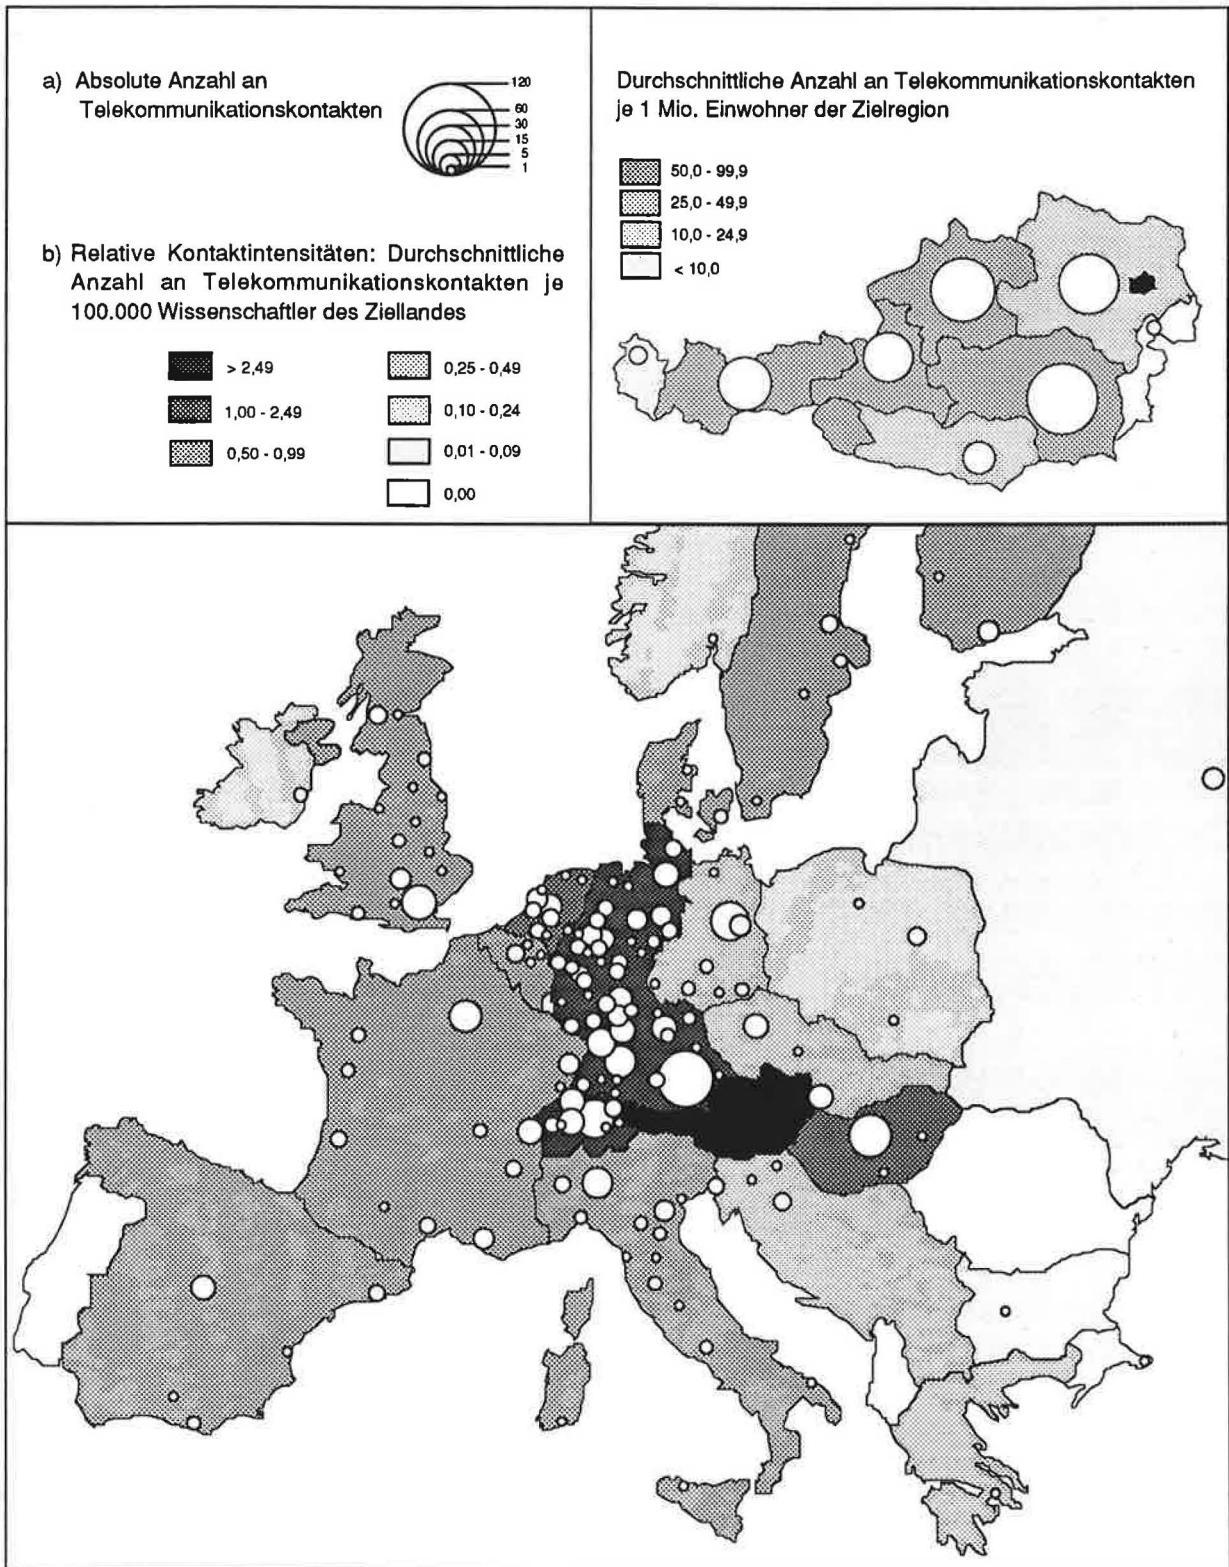 a) Absolute Anzahl an
Telekommunikationskontakten
120
60
30
15
5
1
b) Relative Kontaktintensitäten: Durchschnittliche
Anzahl an Telekommunikationskontakten je
100.000 Wissenschaftler des Ziellandes
> 2,49
1,00 - 2,49
0,50 - 0,99
0,25 - 0,49
0,10 - 0,24
0,01 - 0,09
0,00
Durchschnittliche Anzahl an Telekommunikationskontakten
je 1 Mio. Einwohner der Zielregion
50,0 - 99,9
25,0 - 49,9
10,0 - 24,9
< 10,0